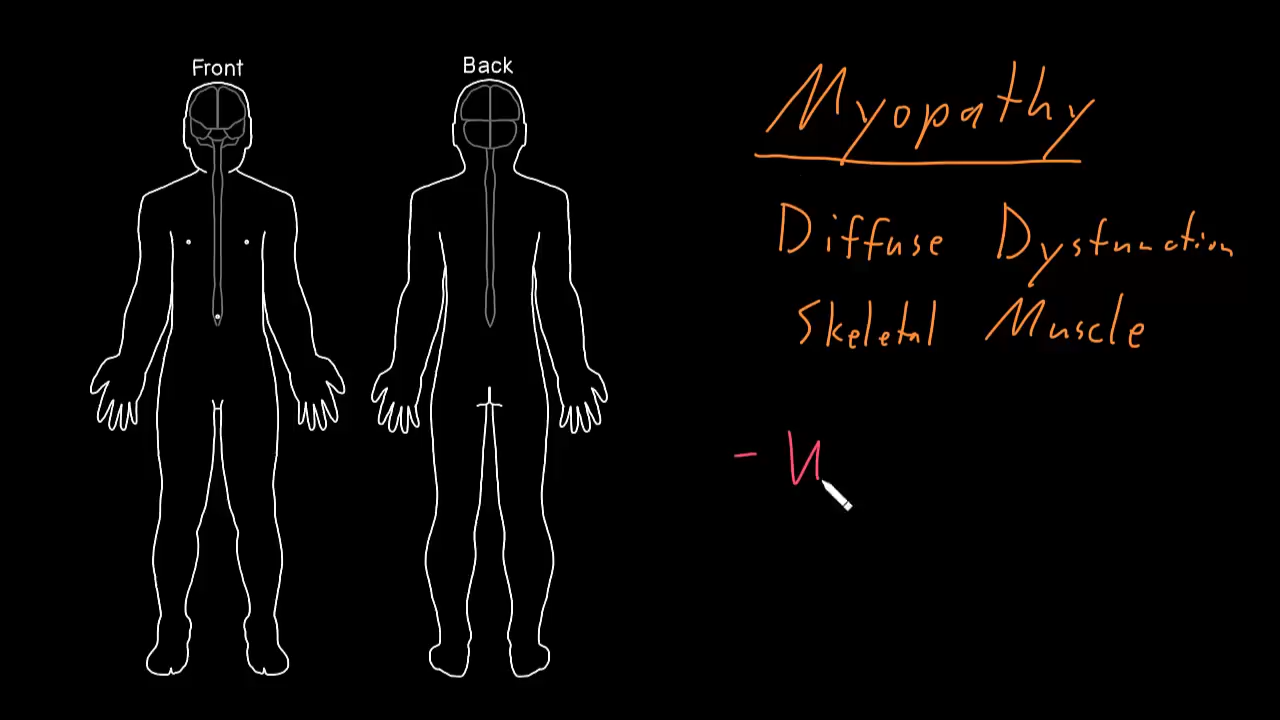 Front
Back
Myopathy
Diffuse Dysfunction
Skeletal Muscle
-